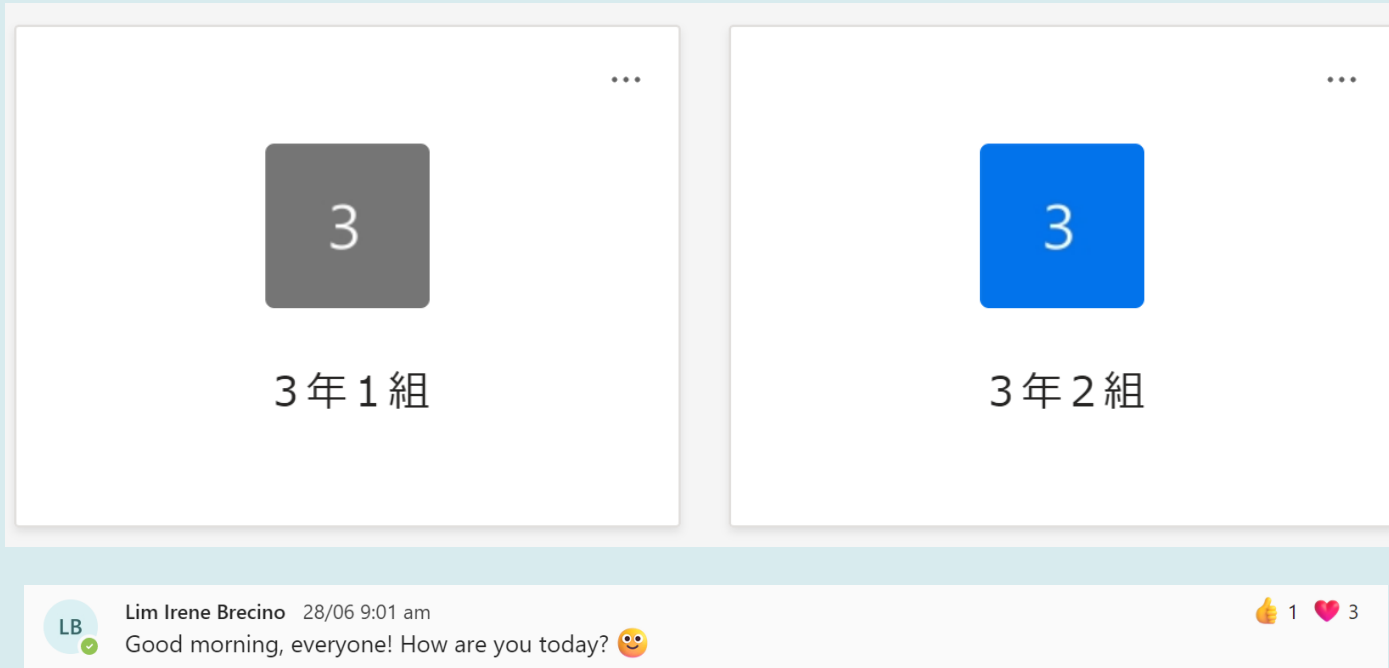 3
3
３年１組
３年２組
LB
Lim Irene Brecino 28/06 9:01 am
👍 1 ❤️ 3
Good morning, everyone! How are you today? 🙂